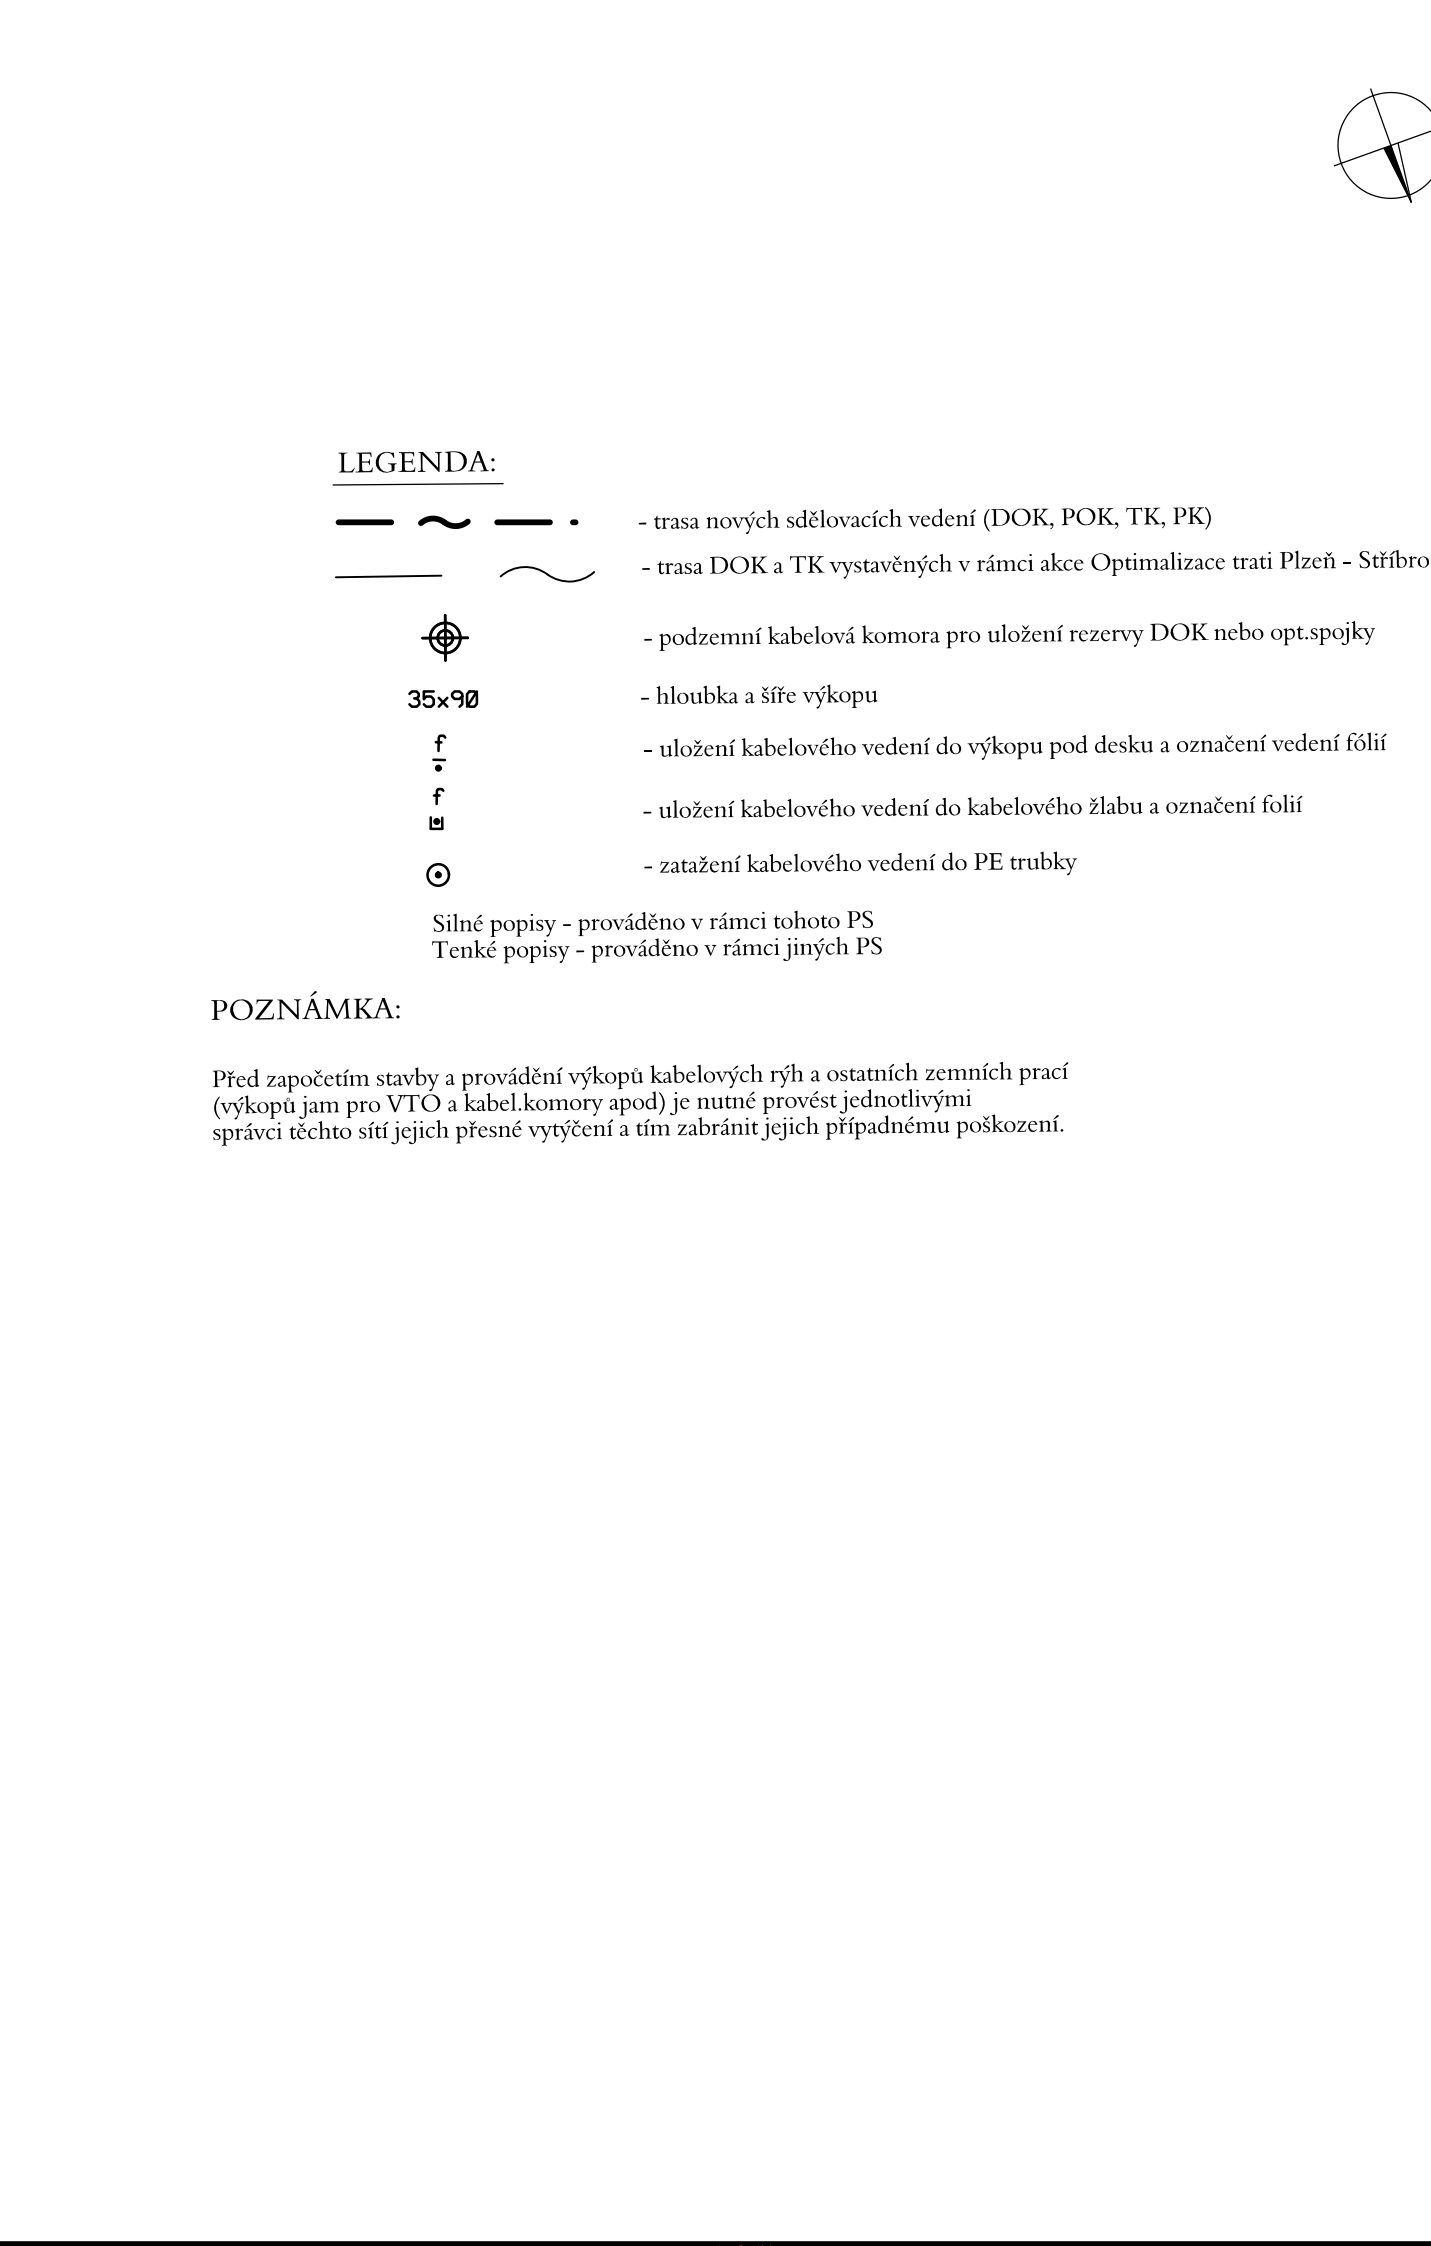 LEGENDA:
- trasa nových sdělovacích vedení (DOK, POK, TK, PK)
- trasa DOK a TK vystavěných v rámci akce Optimalizace trati Plzeň - Stříbro
- podzemní kabelová komora pro uložení rezervy DOK nebo opt.spojky
35x90 - hloubka a šíře výkopu
f - uložení kabelového vedení do výkopu pod desku a označení vedení fólií
f - uložení kabelového vedení do kabelového žlabu a označení folií
- zatažení kabelového vedení do PE trubky
Silné popisy - prováděno v rámci tohoto PS
Tenké popisy - prováděno v rámci jiných PS
POZNÁMKA:
Před započetím stavby a provádění výkopů kabelových rýh a ostatních zemních prací
(výkopů jam pro VTO a kabel.komory apod) je nutné provést jednotlivými
správci těchto sítí jejich přesné vytýčení a tím zabránit jejich případnému poškození.